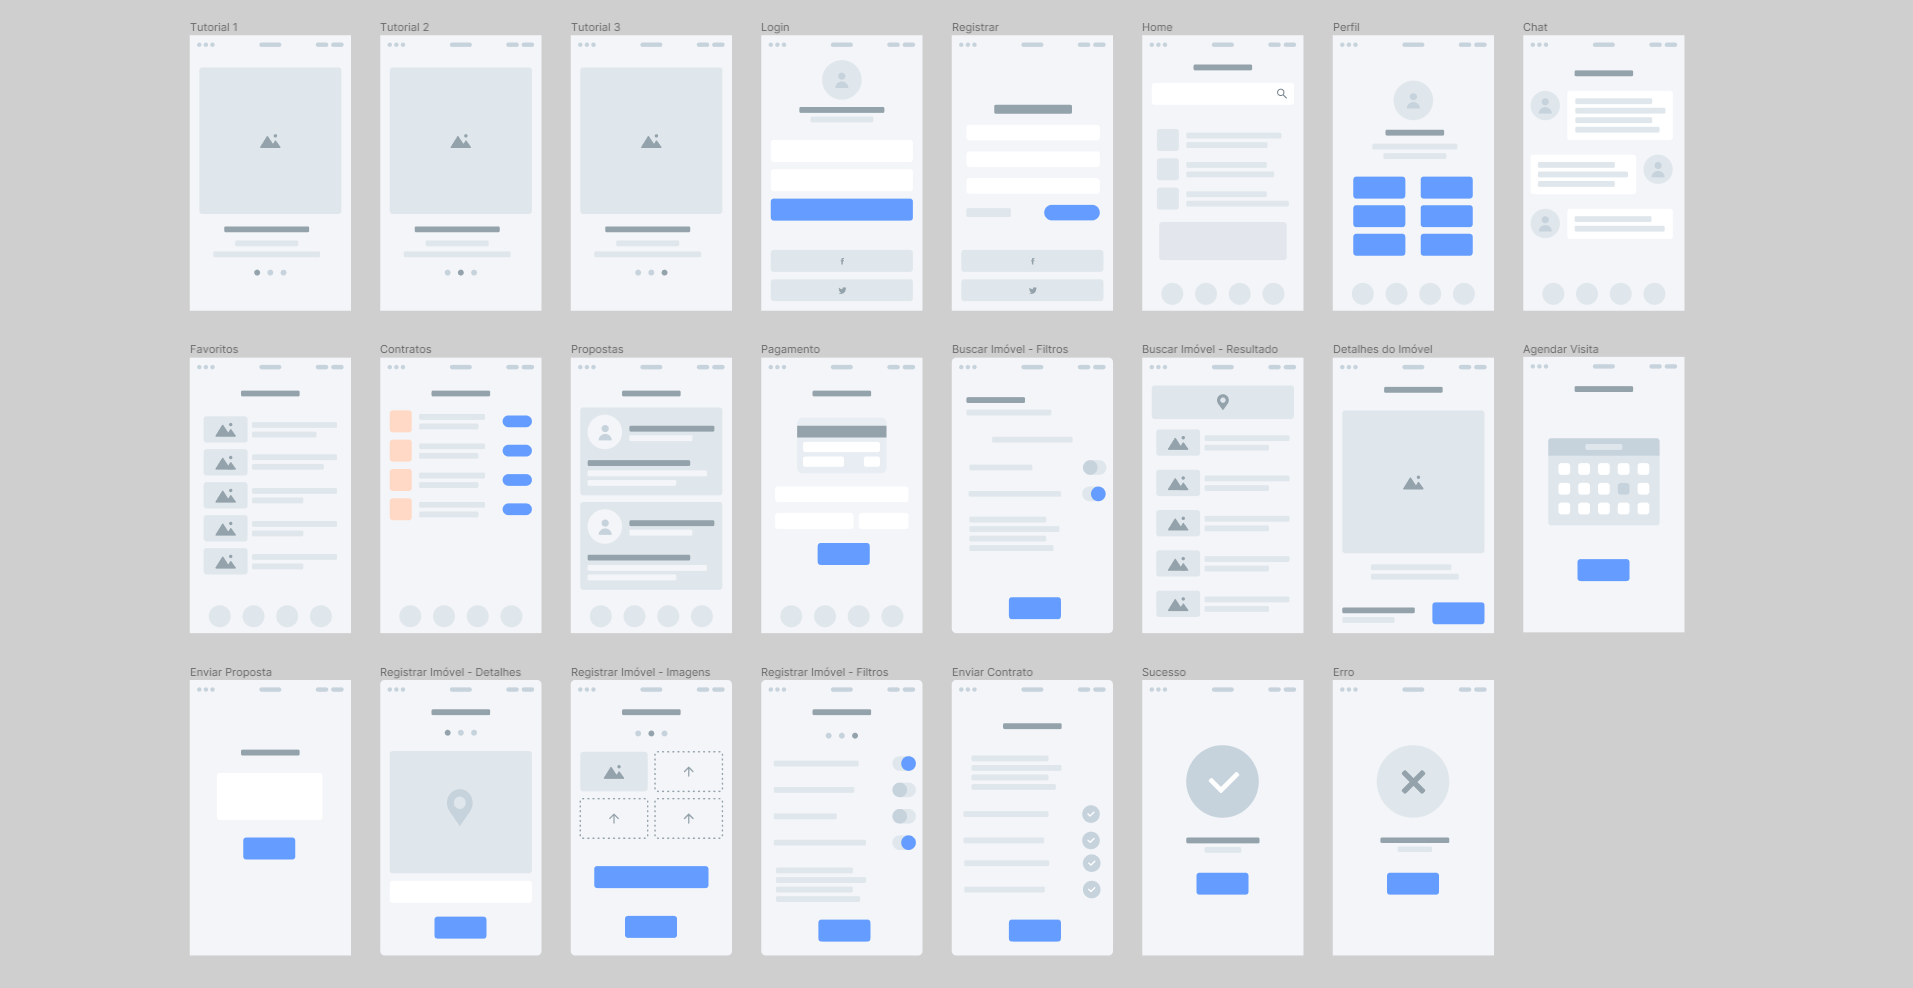 Tutorial 1
Tutorial 2
Tutorial 3
Login
Registrar
Home
Perfil
Chat
Favoritos
Contratos
Propostas
Pagamento
Buscar Imóvel - Filtros
Buscar Imóvel - Resultado
Detalhes do Imóvel
Agendar Visita
Enviar Proposta
Registrar Imóvel - Detalhes
Registrar Imóvel - Imagens
Registrar Imóvel - Filtros
Enviar Contrato
Sucesso
Erro